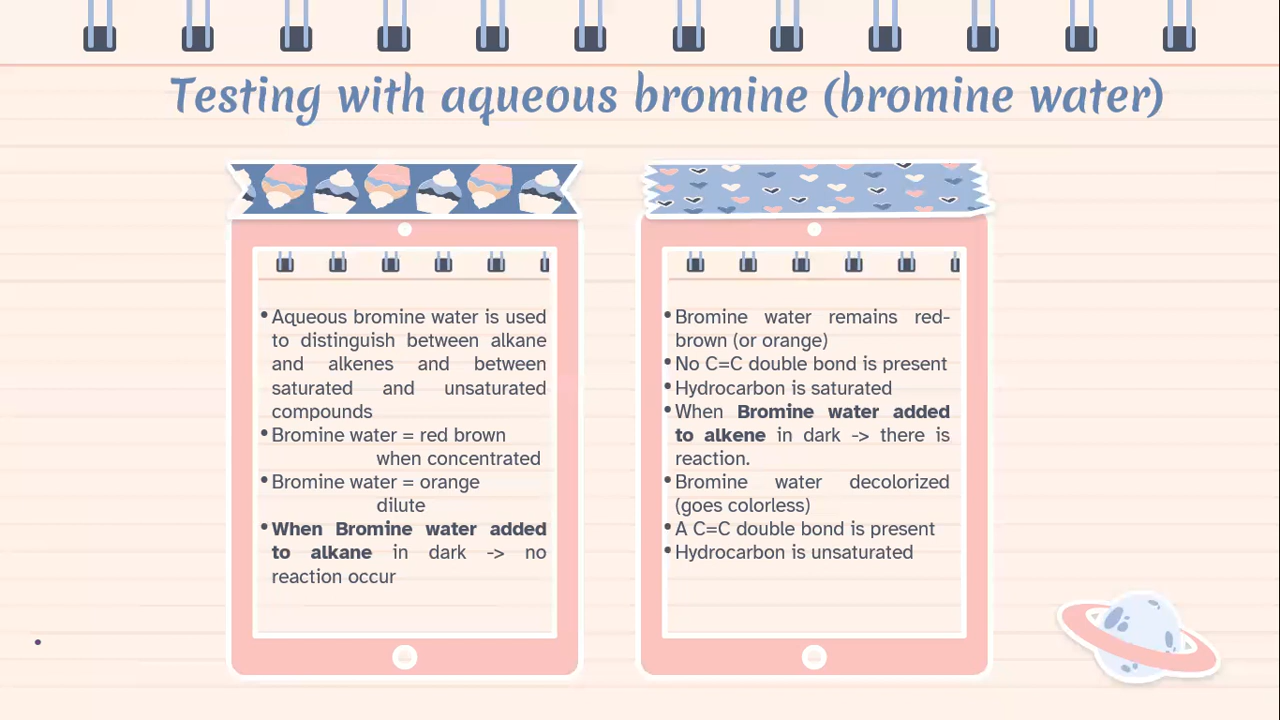 Testing with aqueous bromine (bromine water)
•Aqueous bromine water is used
to distinguish between alkane
and alkenes and between
saturated and unsaturated
compounds
•Bromine water = red brown
when concentrated
•Bromine water = orange
dilute
•When Bromine water added
to alkane in dark -> no
reaction occur
•Bromine water remains red-
brown (or orange)
•No C=C double bond is present
•Hydrocarbon is saturated
•When Bromine water added
to alkene in dark -> there is
reaction.
•Bromine water decolorized
(goes colorless)
•A C=C double bond is present
•Hydrocarbon is unsaturated